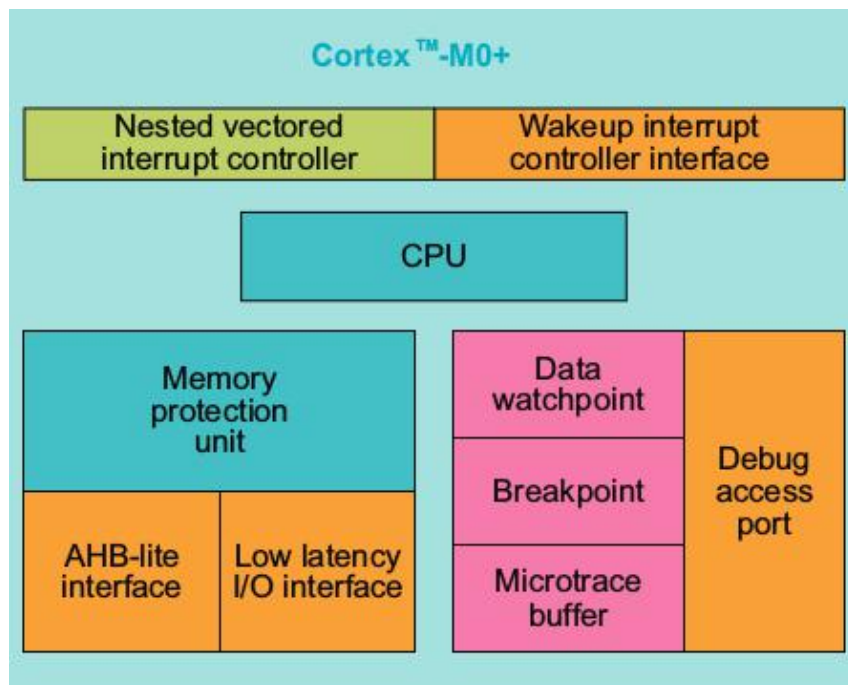 Cortex™-M0+
Nested vectored
interrupt controller
Wakeup interrupt
controller interface
CPU
Memory
protection
unit
AHB-lite
interface
Low latency
I/O interface
Data
watchpoint
Breakpoint
Microtrace
buffer
Debug
access
port